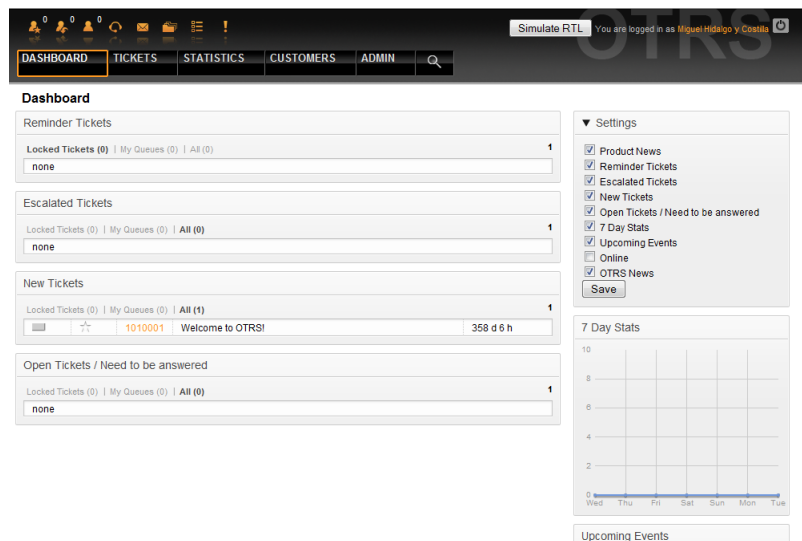 0 0 0
Simulate RTL You are logged in as Miguel Hidalgo y Costilla
OTRS
DASHBOARD TICKETS STATISTICS CUSTOMERS ADMIN
Dashboard
Reminder Tickets
Locked Tickets (0) | My Queues (0) | All (0) 1
none
Escalated Tickets
Locked Tickets (0) | My Queues (0) | All (0) 1
none
New Tickets
Locked Tickets (0) | My Queues (0) | All (1) 1
1010001 Welcome to OTRS! 358 d 6 h
Open Tickets / Need to be answered
Locked Tickets (0) | My Queues (0) | All (0) 1
none
▼ Settings
Product News
Reminder Tickets
Escalated Tickets
New Tickets
Open Tickets / Need to be answered
7 Day Stats
Upcoming Events
Online
OTRS News
Save
7 Day Stats
10
8
6
4
2
0
Wed Thu Fri Sat Sun Mon Tue
Upcoming Events